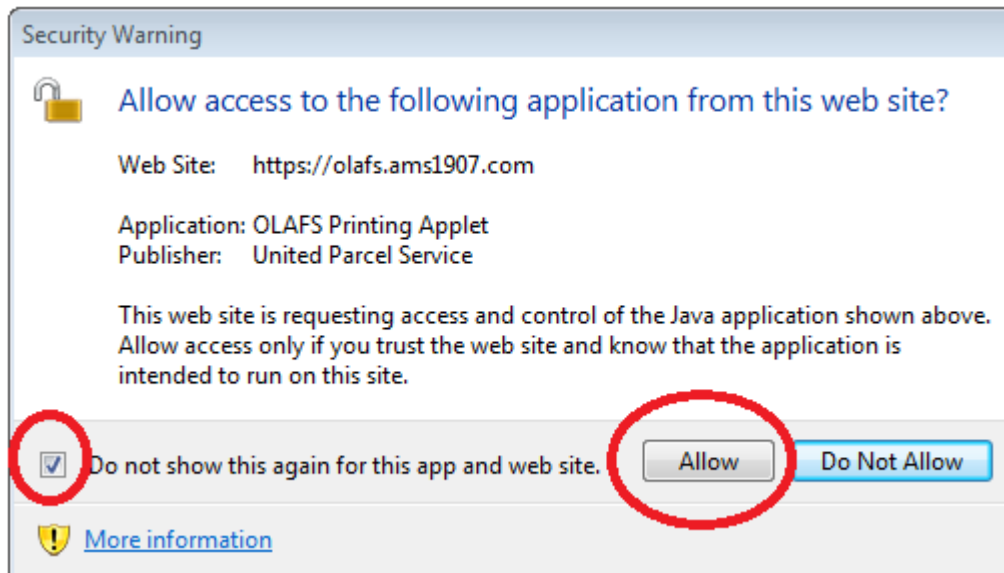 Security Warning
Allow access to the following application from this web site?
Web Site: https://olafs.ams1907.com
Application: OLAFS Printing Applet
Publisher: United Parcel Service
This web site is requesting access and control of the Java application shown above.
Allow access only if you trust the web site and know that the application is
intended to run on this site.
Do not show this again for this app and web site. Allow Do Not Allow
More information